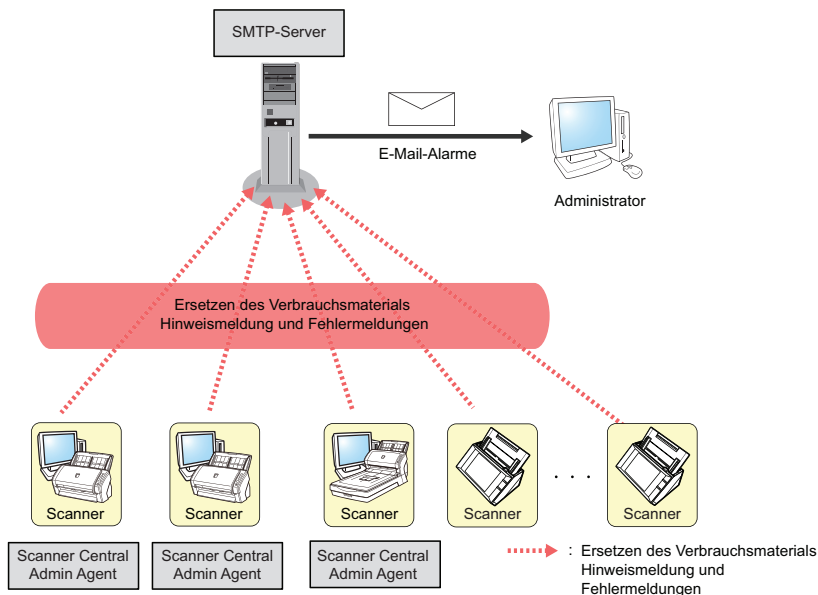 SMTP-Server
E-Mail-Alarme
Administrator
Ersetzen des Verbrauchsmaterials
Hinweismeldung und Fehlermeldungen
Scanner
Scanner
Scanner
Scanner
. . .
Scanner
Scanner Central
Admin Agent
Scanner Central
Admin Agent
Scanner Central
Admin Agent
: Ersetzen des Verbrauchsmaterials
Hinweismeldung und
Fehlermeldungen